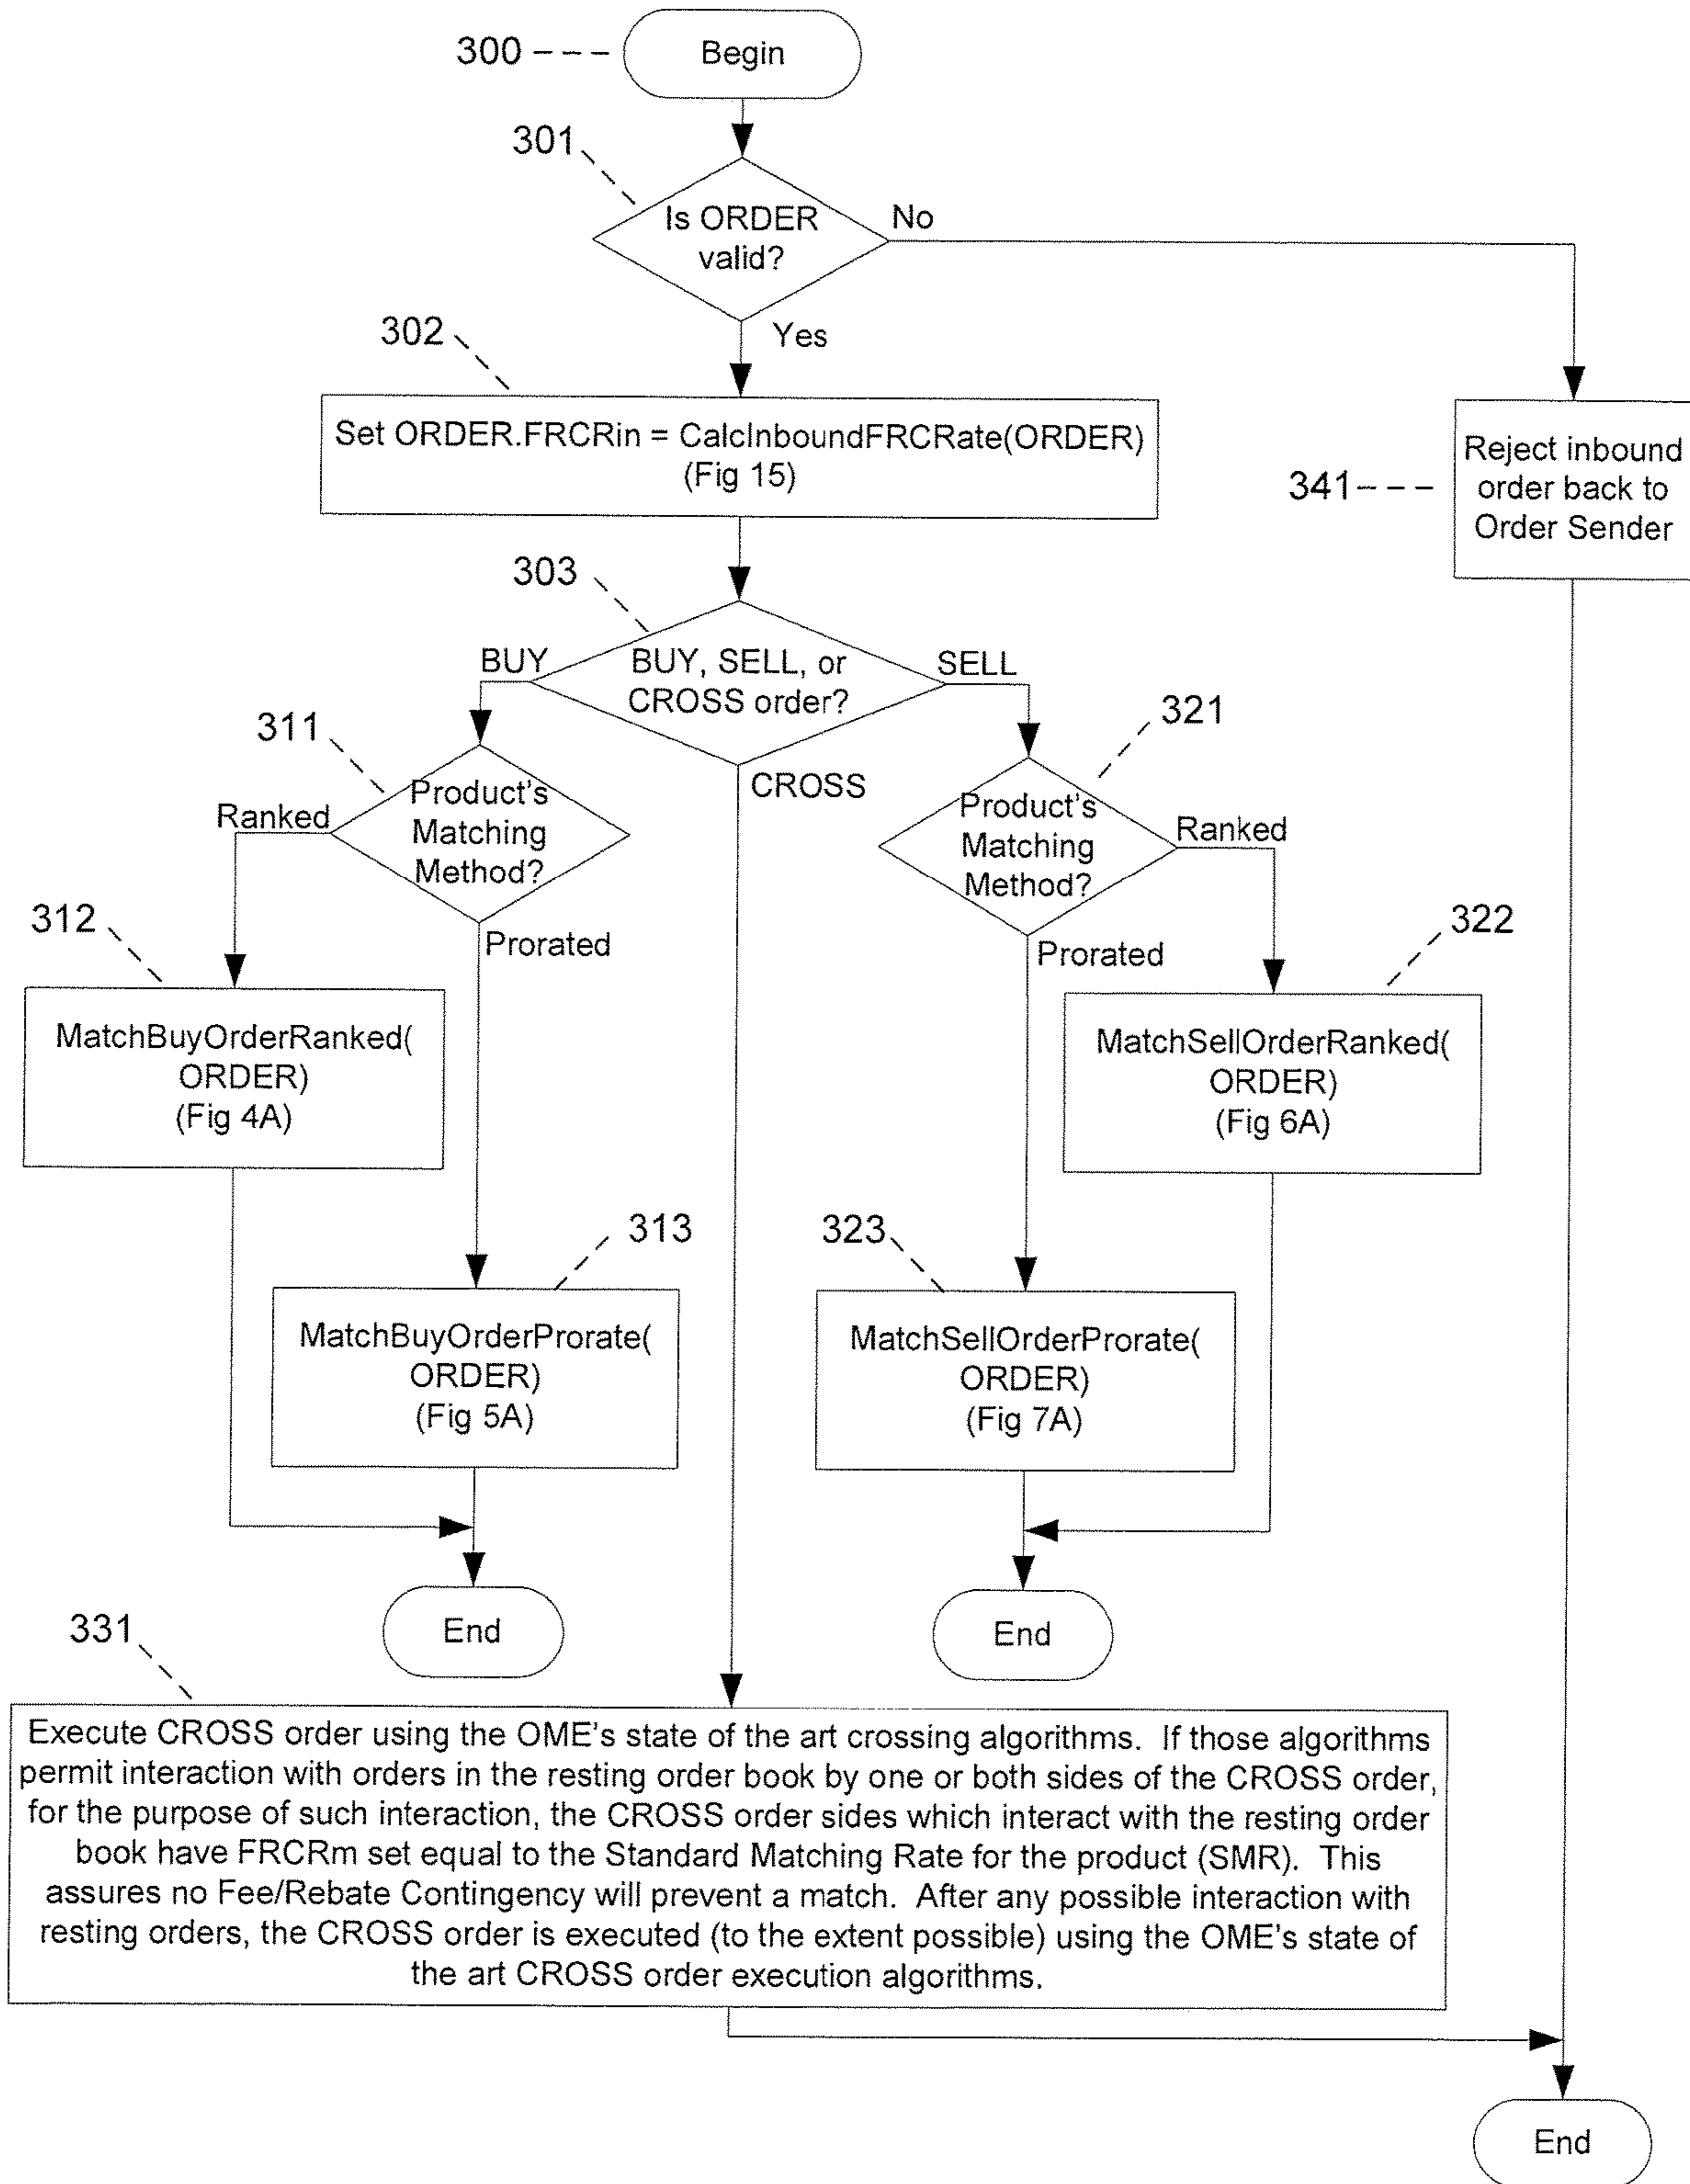 300
Begin
301
Is ORDER
valid?
No
Yes
302
Set ORDER.FRCRin = CalcInboundFRCRate(ORDER)
(Fig 15)
341
Reject inbound
order back to
Order Sender
303
BUY
BUY, SELL, or
CROSS order?
SELL
CROSS
311
Product's
Matching
Method?
Ranked
Prorated
321
Product's
Matching
Method?
Ranked
Prorated
312
MatchBuyOrderRanked(
ORDER)
(Fig 4A)
322
MatchSellOrderRanked(
ORDER)
(Fig 6A)
313
MatchBuyOrderProrate(
ORDER)
(Fig 5A)
323
MatchSellOrderProrate(
ORDER)
(Fig 7A)
End
End
331
Execute CROSS order using the OME's state of the art crossing algorithms. If those algorithms
permit interaction with orders in the resting order book by one or both sides of the CROSS order,
for the purpose of such interaction, the CROSS order sides which interact with the resting order
book have FRCRm set equal to the Standard Matching Rate for the product (SMR). This
assures no Fee/Rebate Contingency will prevent a match. After any possible interaction with
resting orders, the CROSS order is executed (to the extent possible) using the OME's state of
the art CROSS order execution algorithms.
End